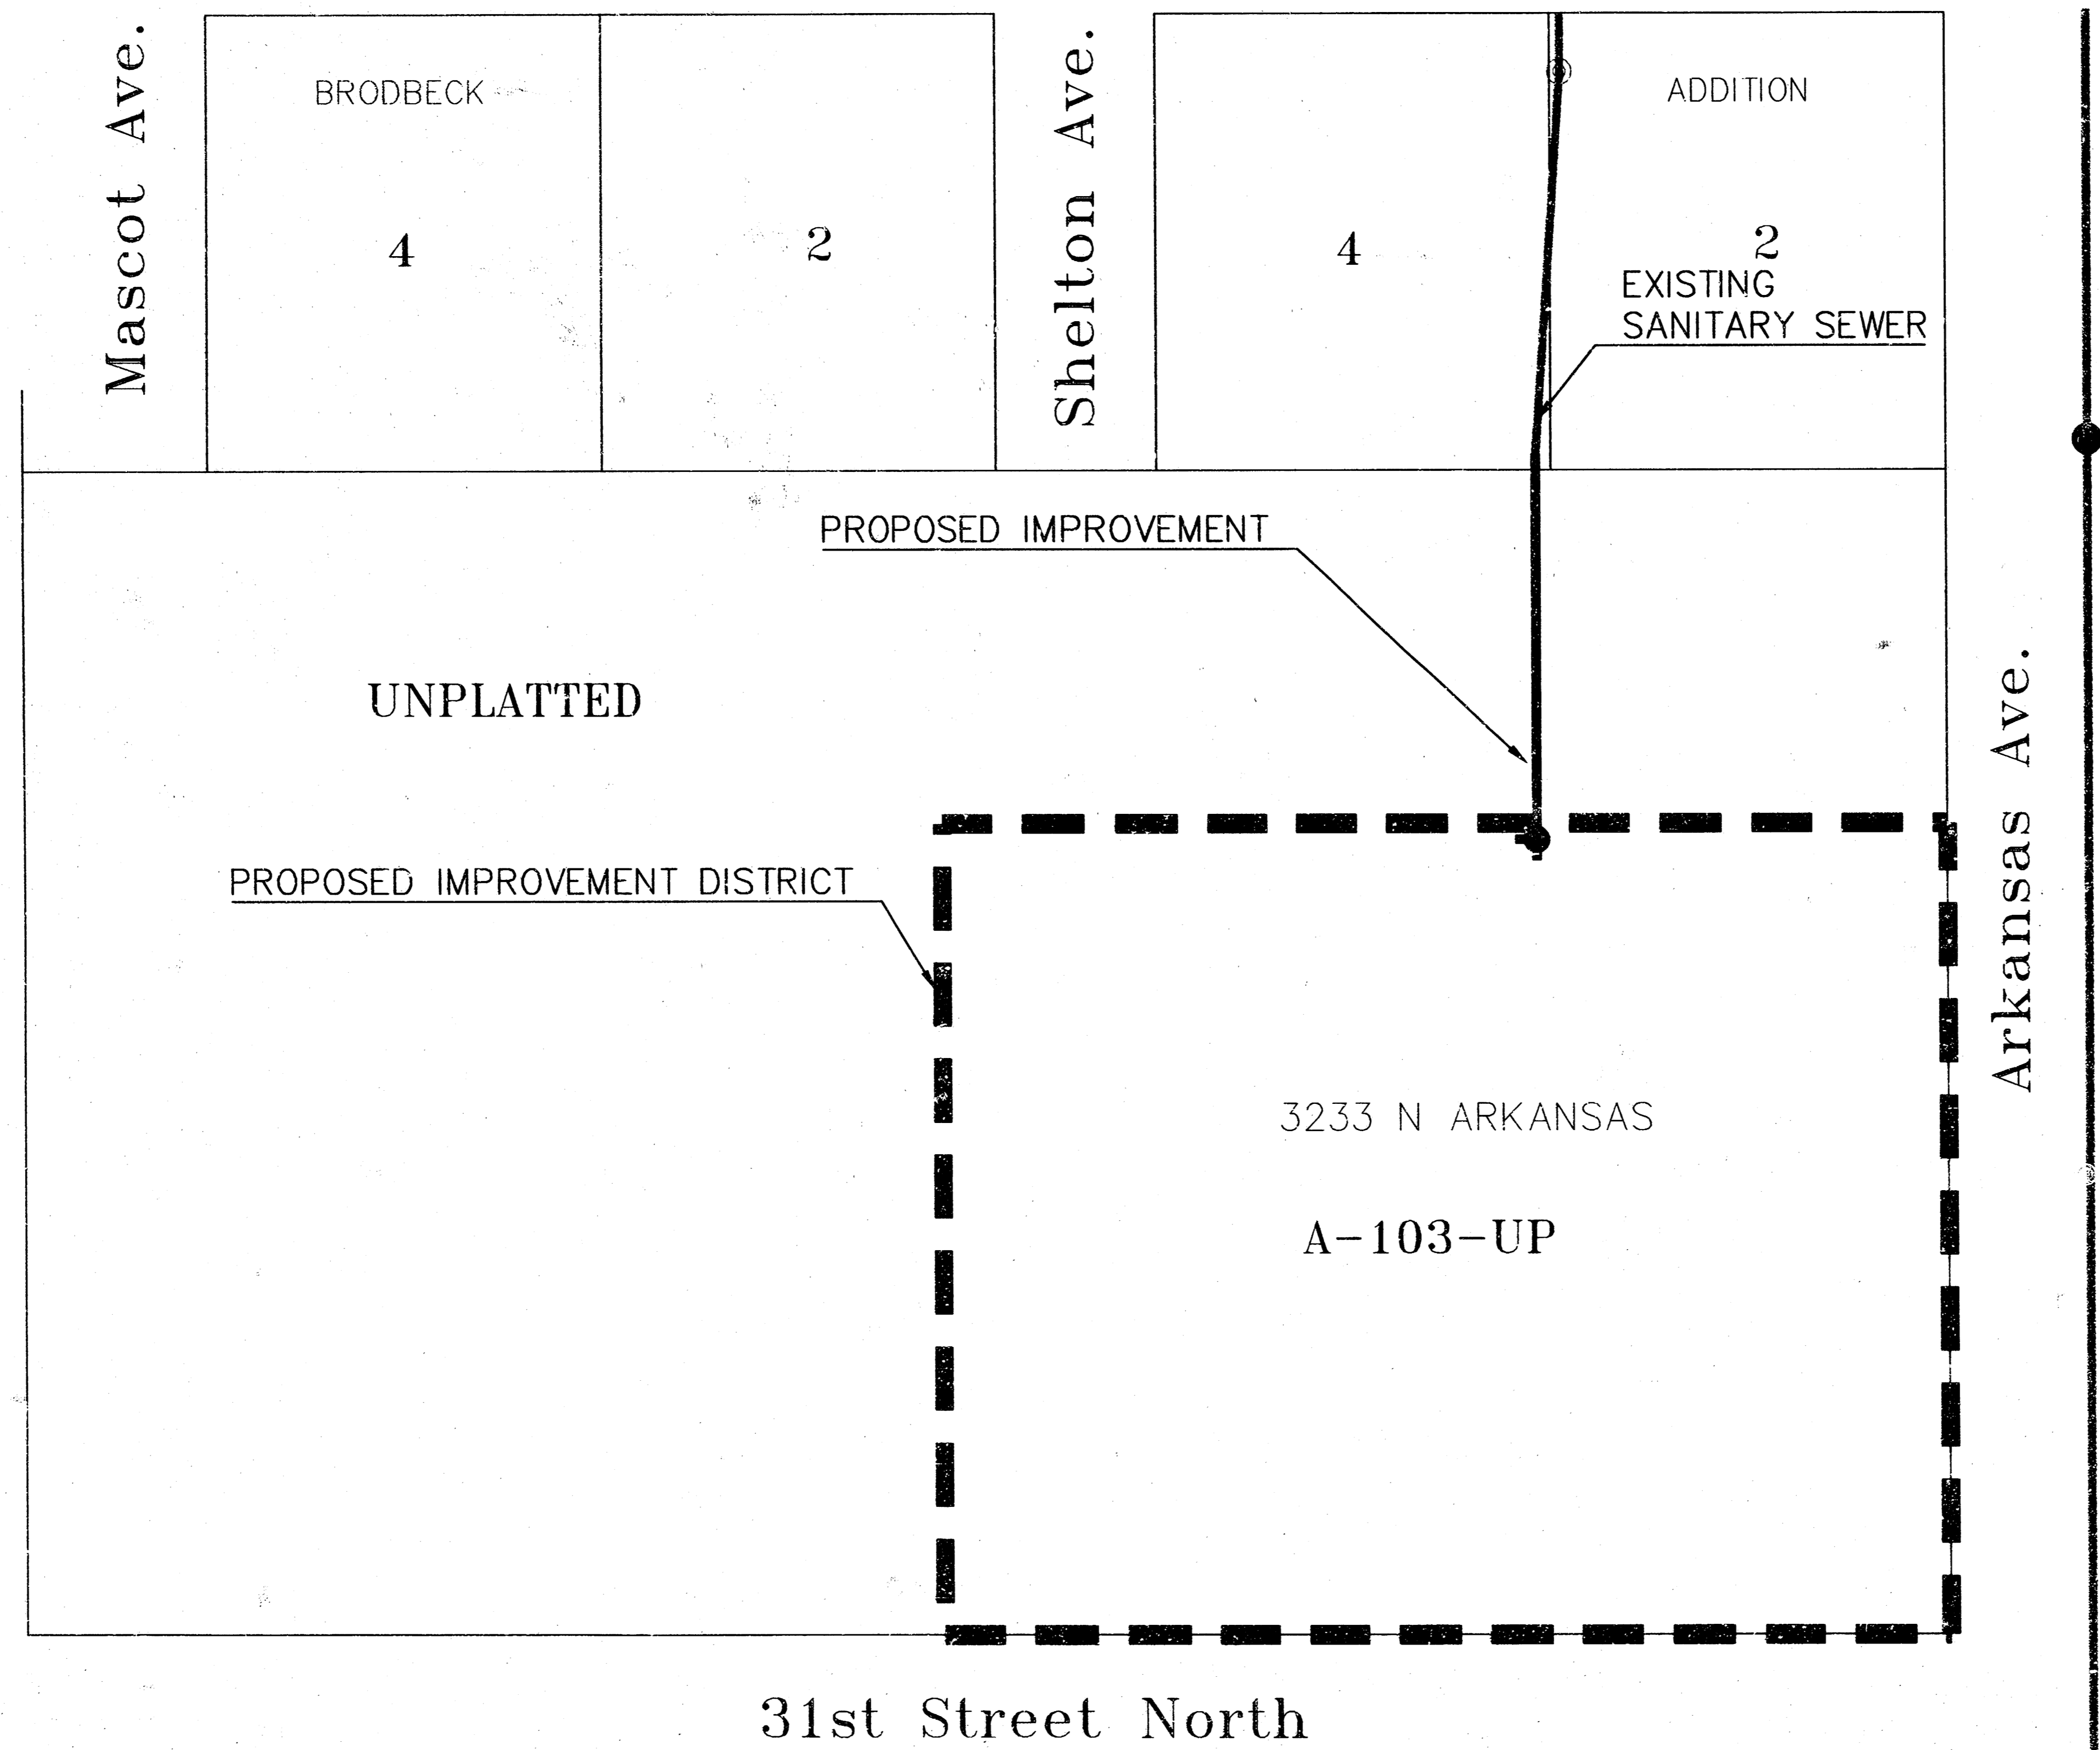 Mascot Ave.
BRODBECK
4
2
Shelton Ave.
4
ADDITION
2
EXISTING
SANITARY SEWER
PROPOSED IMPROVEMENT
UNPLATTED
PROPOSED IMPROVEMENT DISTRICT
Arkansas Ave.
3233 N ARKANSAS
A-103-UP
31st Street North